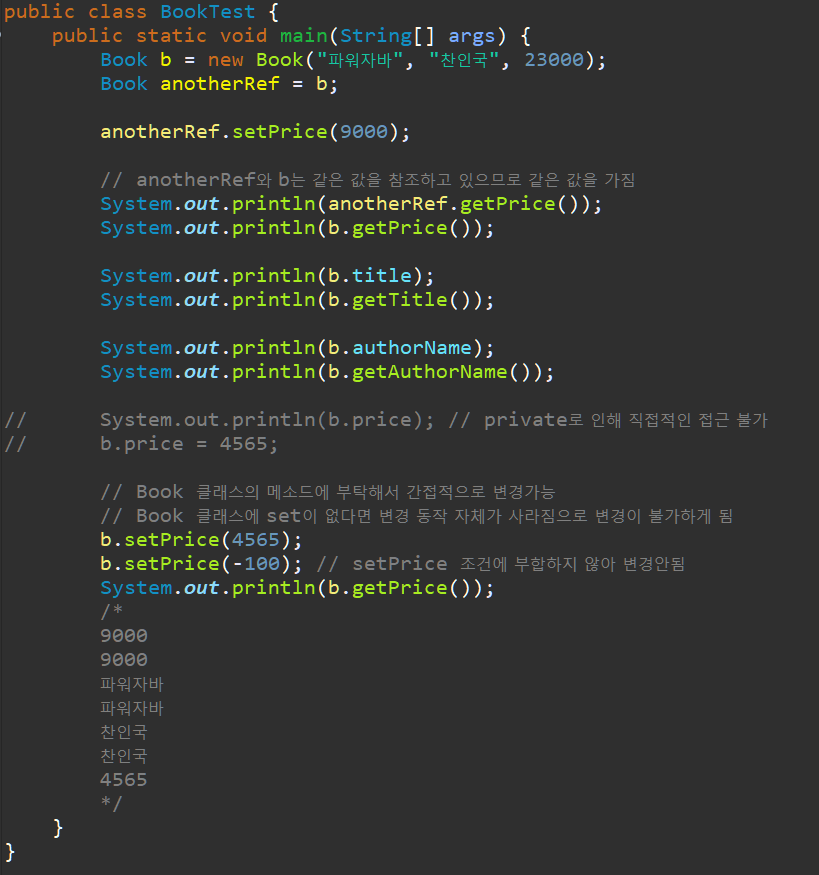 public class BookTest {
    public static void main(String[] args) {
        Book b = new Book("파워자바", "찬인국", 23000);
        Book anotherRef = b;

        anotherRef.setPrice(9000);

        // anotherRef와 b는 같은 값을 참조하고 있으므로 같은 값을 가짐
        System.out.println(anotherRef.getPrice());
        System.out.println(b.getPrice());

        System.out.println(b.title);
        System.out.println(b.getTitle());

        System.out.println(b.authorName);
        System.out.println(b.getAuthorName());

//      System.out.println(b.price); // private로 인해 직접적인 접근 불가
//      b.price = 4565;

        // Book 클래스의 메소드에 부탁해서 간접적으로 변경가능
        // Book 클래스에 set이 없다면 변경 동작 자체가 사라짐으로 변경이 불가하게 됨
        b.setPrice(4565);
        b.setPrice(-100); // setPrice 조건에 부합하지 않아 변경안됨
        System.out.println(b.getPrice());
        /*
        9000
        9000
        파워자바
        파워자바
        찬인국
        찬인국
        4565
        */
    }
}